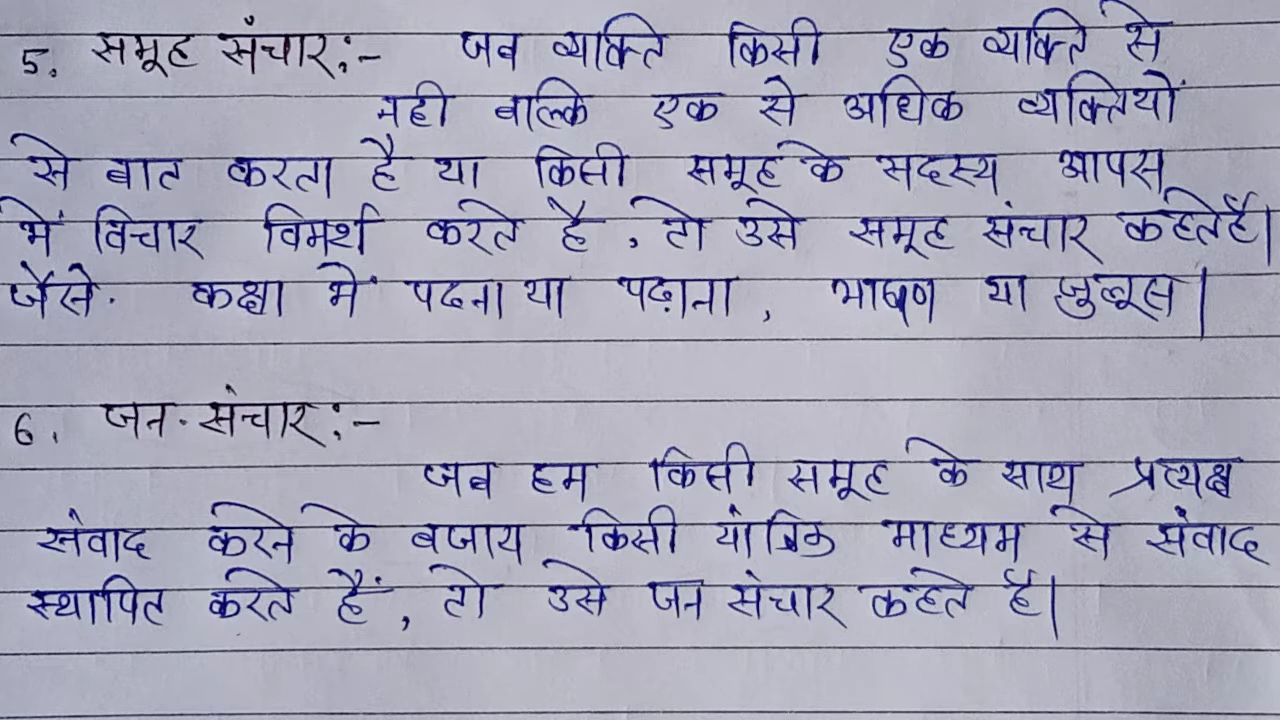 5. समूह संचार:- जब व्यक्ति किसी एक व्यक्ति से
नही बल्कि एक से अधिक व्यक्तियों
से बात करता है या किसी समूह के सदस्य आपस
में विचार विमर्श करते है, तो उसे समूह संचार कहतेहैं।
जैसे. कक्षा में पढना या पढ़ाना, भाषण या जुलूस।
6. जन-संचार:-
जब हम किसी समूह के साथ प्रत्यक्ष
संवाद करने के बजाय किसी यांत्रिक माध्यम से संवाद
स्थापित करते हैं, तो उसे जन संचार कहते हैं।